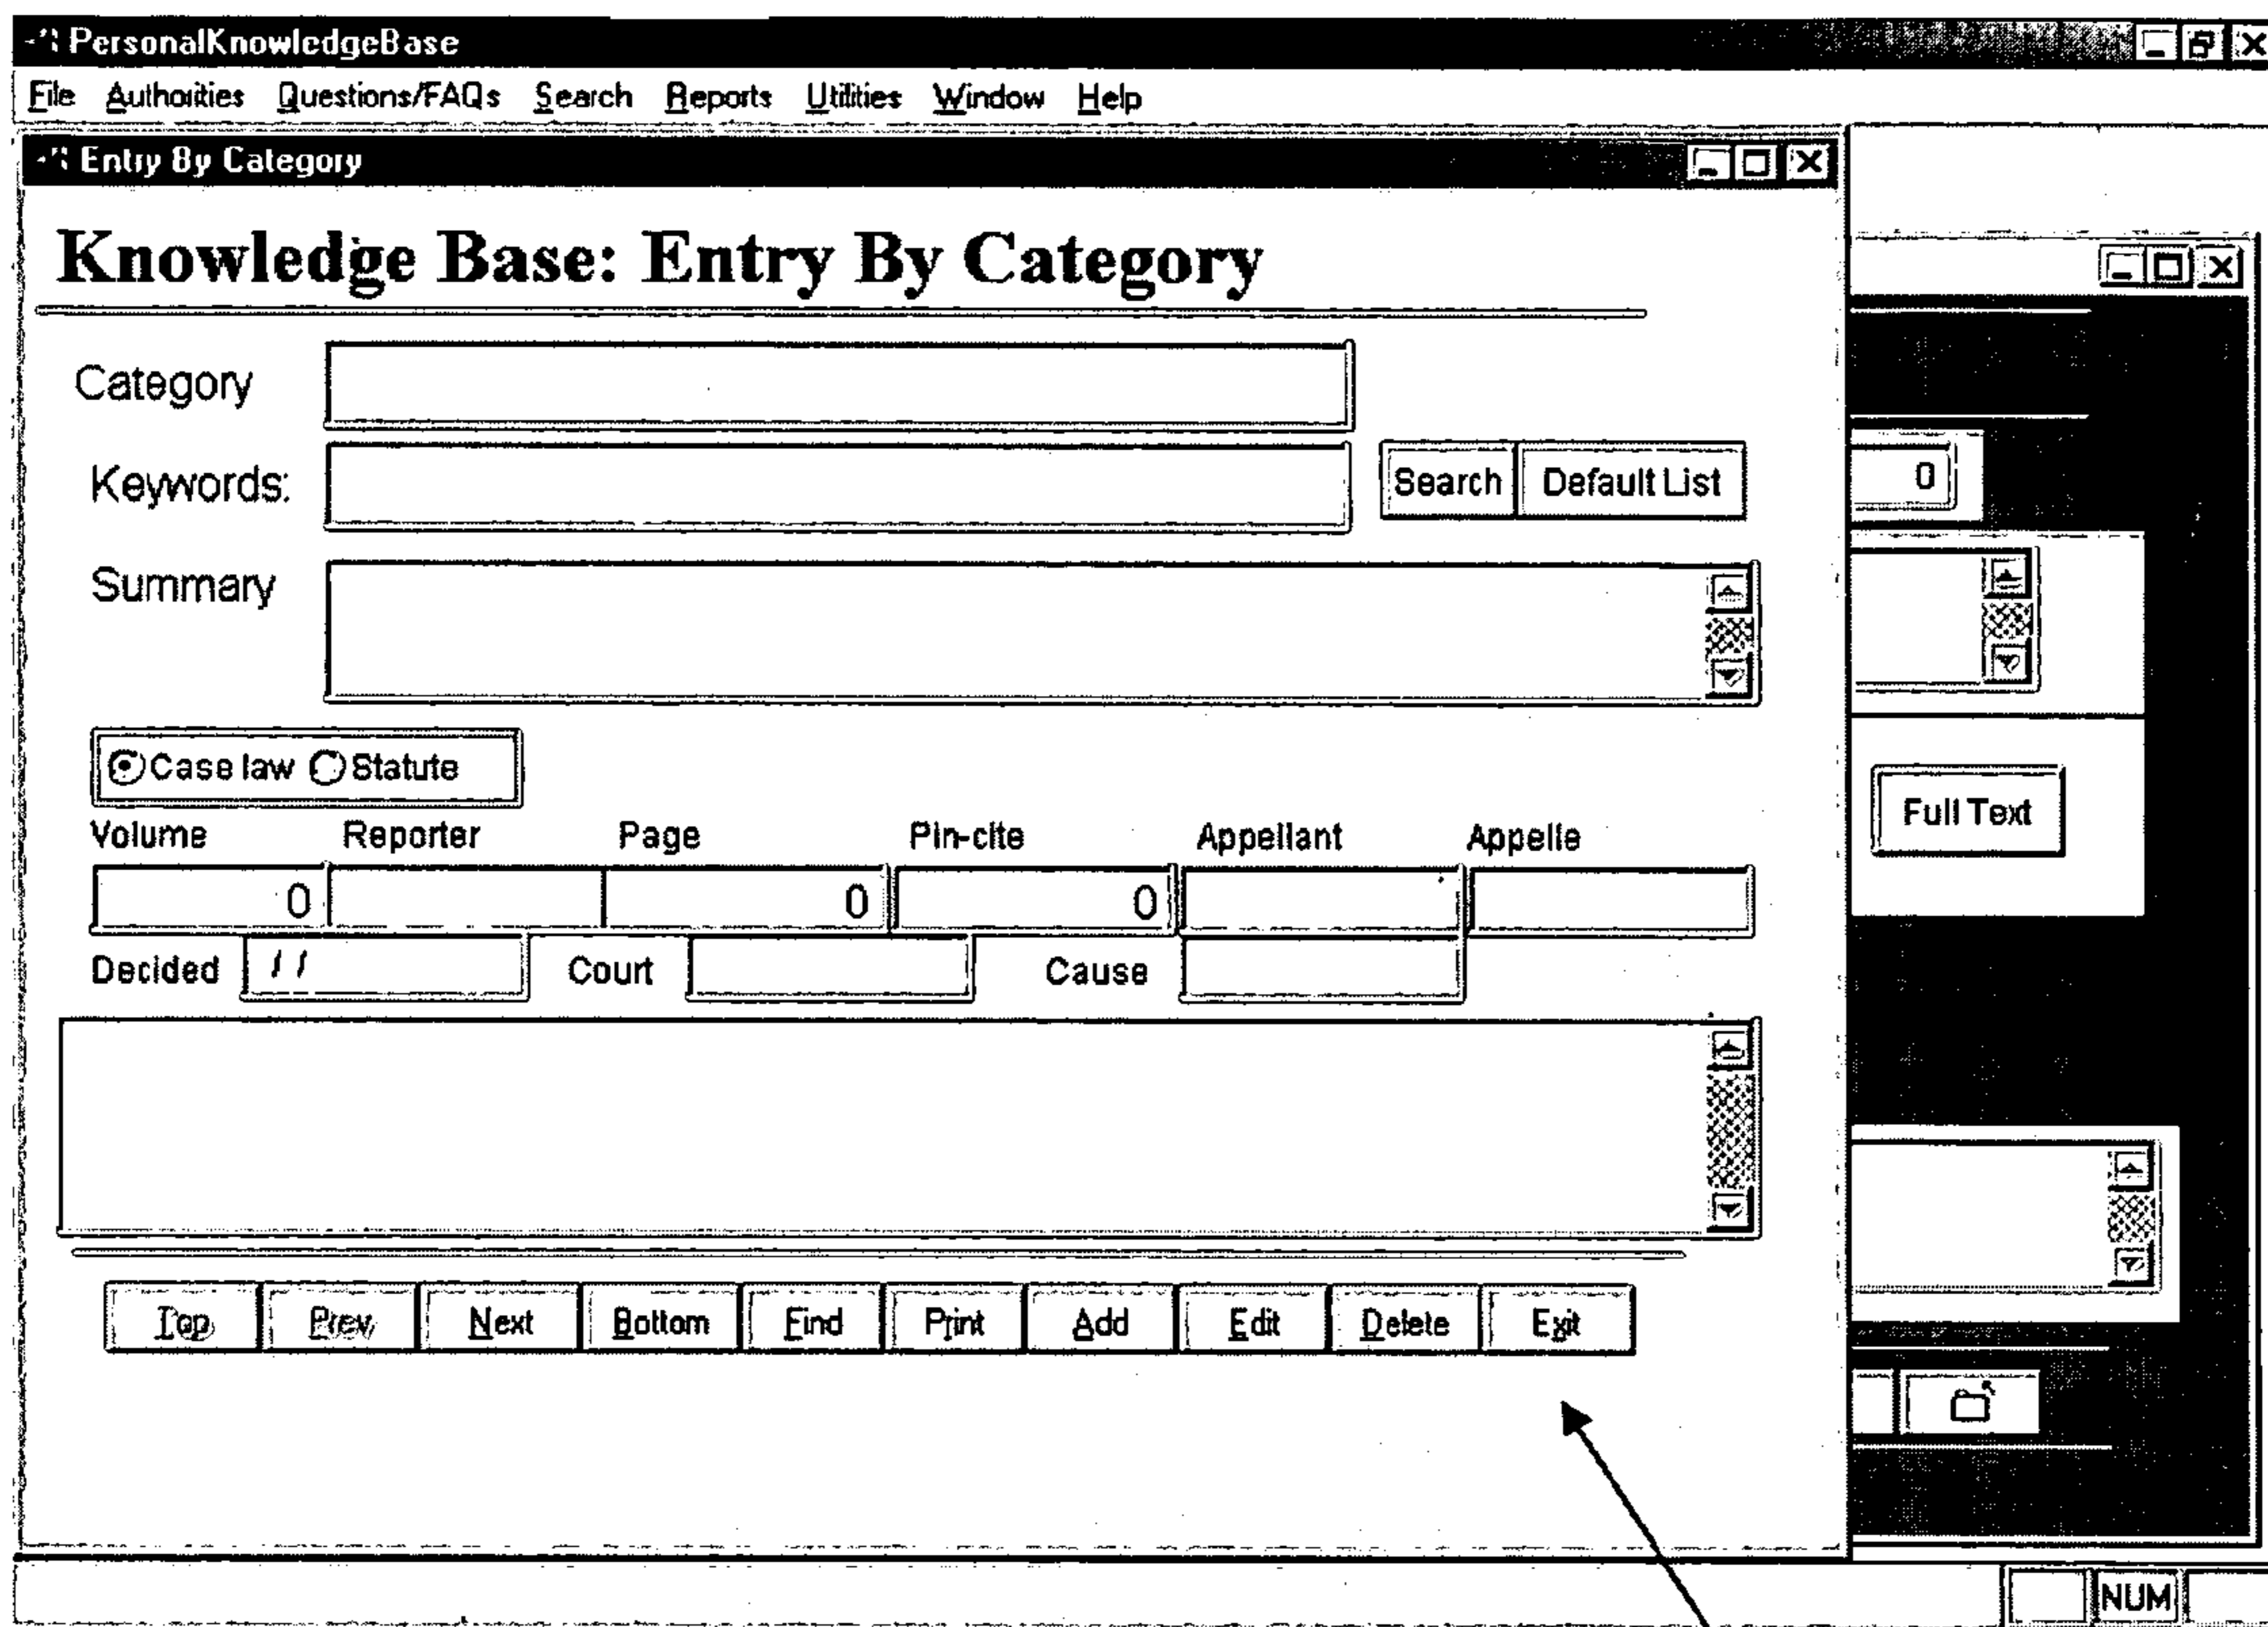 PersonalKnowledgeBase
File Authorities Questions/FAQs Search Reports Utilities Window Help
Entry By Category
Knowledge Base: Entry By Category
Category
Keywords: Search Default List 0
Summary
Case law Statute
Full Text
Volume Reporter Page Pin-cite Appellant Appelle
0 0 0
Decided / / Court Cause
Top Prev Next Bottom Find Print Add Edit Delete Exit
NUM